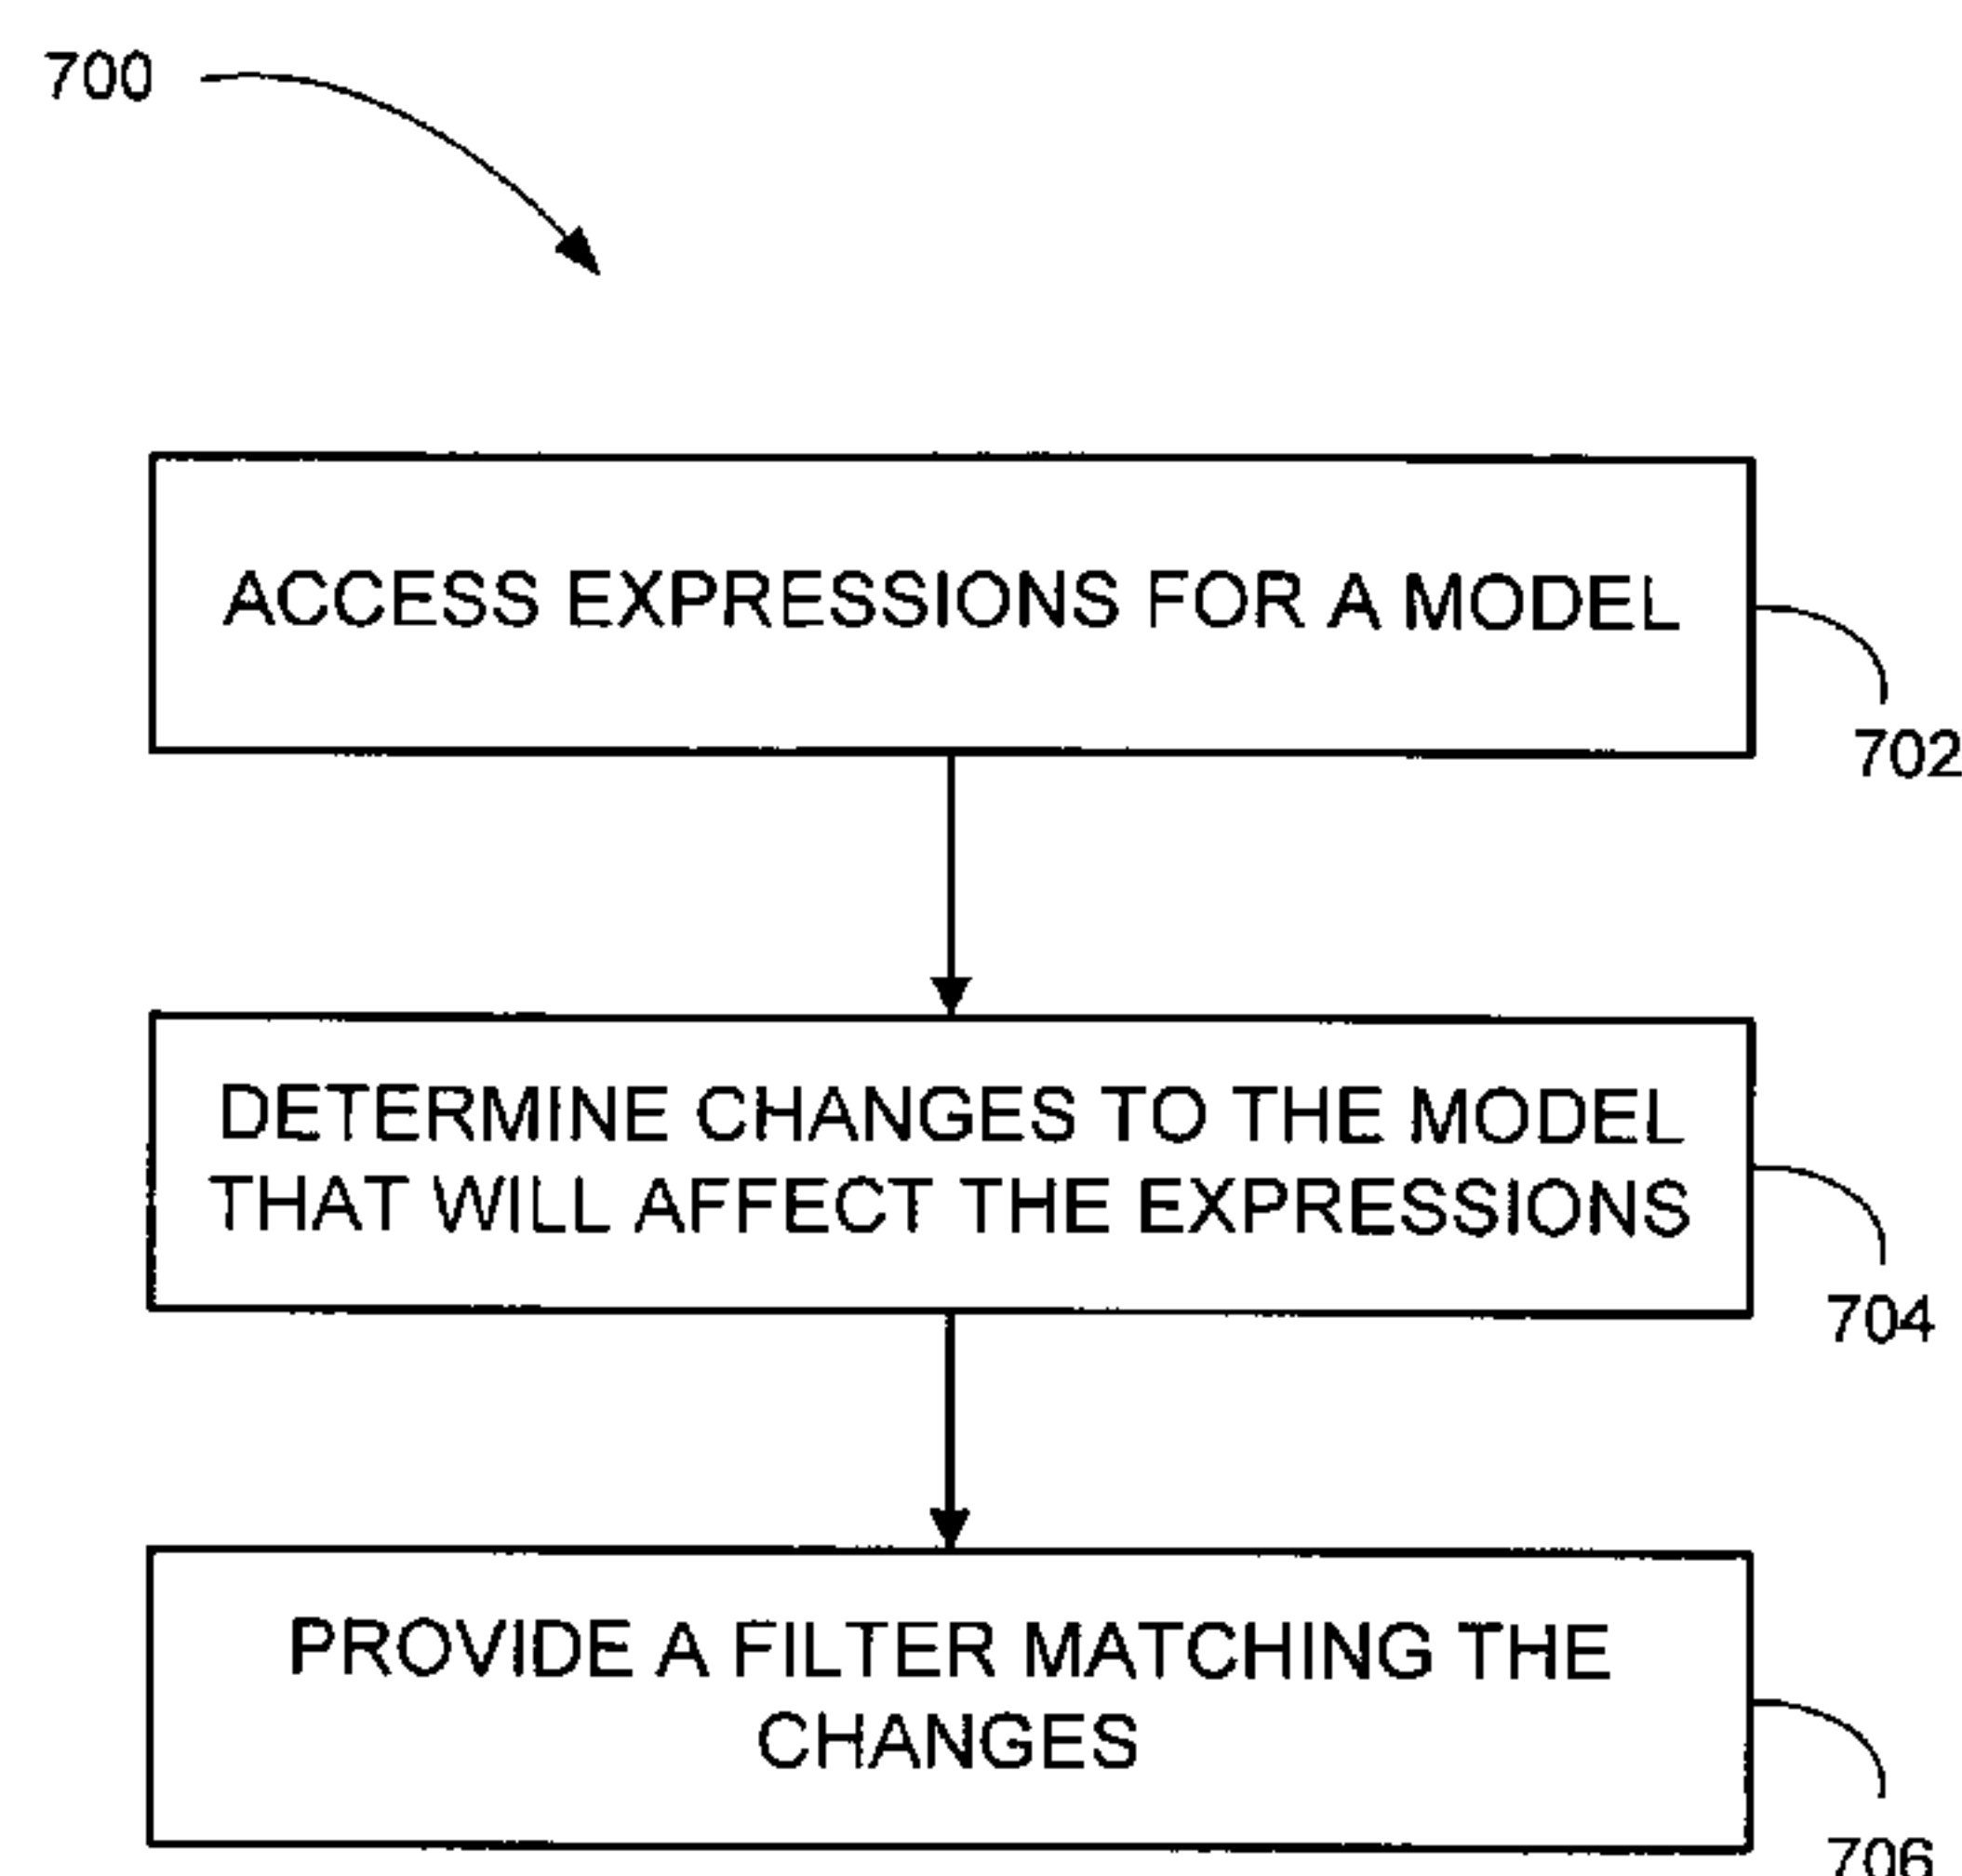 700
ACCESS EXPRESSIONS FOR A MODEL
702
DETERMINE CHANGES TO THE MODEL
THAT WILL AFFECT THE EXPRESSIONS
704
PROVIDE A FILTER MATCHING THE
CHANGES
706